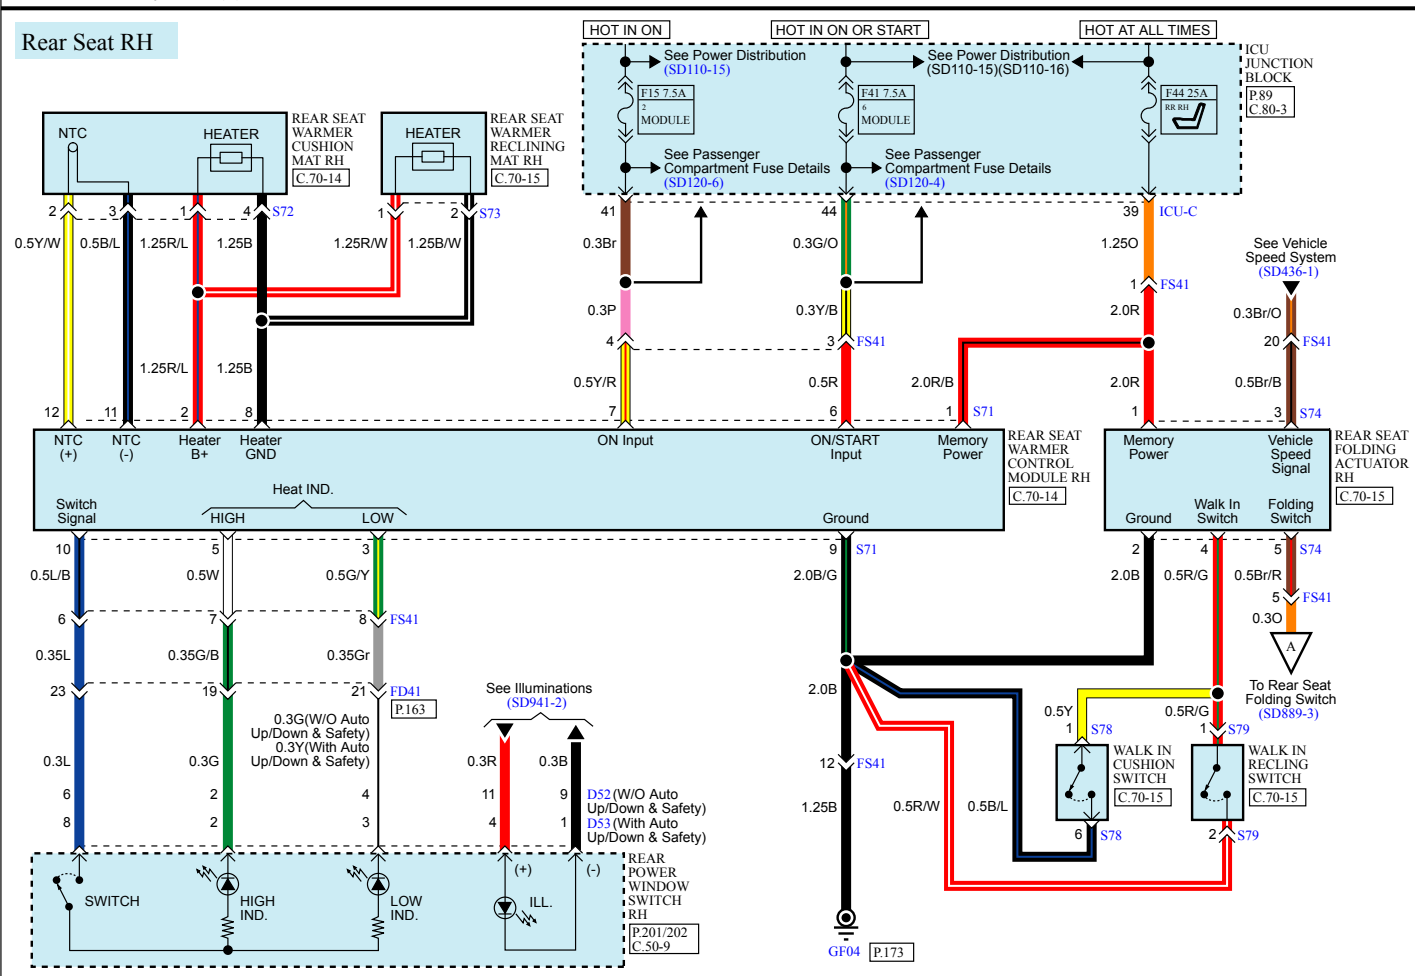 Rear Seat RH
HOT IN ON
HOT IN ON OR START
HOT AT ALL TIMES
See Power Distribution
(SD110-15)
See Power Distribution
(SD110-15)(SD110-16)
ICU
JUNCTION
BLOCK
P.89
C.80-3
F15 7.5A
2
MODULE
F41 7.5A
6
MODULE
F44 25A
RR RH
See Passenger
Compartment Fuse Details
(SD120-6)
See Passenger
Compartment Fuse Details
(SD120-4)
NTC
HEATER
REAR SEAT
WARMER
CUSHION
MAT RH
C.70-14
HEATER
REAR SEAT
WARMER
RECLINING
MAT RH
C.70-15
2 3 1 4 S72
1 2 S73
41 44 39 ICU-C
0.5Y/W 0.5B/L 1.25R/L 1.25B 1.25R/W 1.25B/W
0.3Br 0.3G/O 1.25O
See Vehicle
Speed System
(SD436-1)
1 FS41
0.3P 0.3Y/B 2.0R 0.3Br/O
4 3 FS41 20 FS41
1.25R/L 1.25B
0.5Y/R 0.5R 2.0R/B 2.0R 0.5Br/B
12 11 2 8 7 6 1 S71 1 3 S74
NTC
(+)
NTC
(-)
Heater
B+
Heater
GND
ON Input
ON/START
Input
Memory
Power
REAR SEAT
WARMER
CONTROL
MODULE RH
C.70-14
Memory
Power
Vehicle
Speed
Signal
REAR SEAT
FOLDING
ACTUATOR
RH
C.70-15
Switch
Signal
Heat IND.
HIGH
LOW
Ground
Ground
Walk In
Switch
Folding
Switch
10 5 3 9 S71 2 4 5 S74
0.5L/B 0.5W 0.5G/Y 2.0B/G 2.0B 0.5R/G 0.5Br/R
5 FS41
6 7 8 FS41
0.3O
A
0.35L 0.35G/B 0.35Gr
To Rear Seat
Folding Switch
(SD889-3)
23 19 21 FD41
P.163
See Illuminations
(SD941-2)
2.0B
0.5Y 0.5R/G
1 S78 1 S79
0.3G(W/O Auto
Up/Down & Safety)
0.3Y(With Auto
Up/Down & Safety)
0.3L 0.3G 0.3R 0.3B
12 FS41
WALK IN
CUSHION
SWITCH
C.70-15
WALK IN
RECLING
SWITCH
C.70-15
6 2 4 11 9 D52(W/O Auto
Up/Down & Safety)
8 2 3 4 1 D53(With Auto
Up/Down & Safety)
1.25B 0.5R/W 0.5B/L
6 S78 2 S79
(+) (-)
SWITCH
HIGH
IND.
LOW
IND.
ILL.
REAR
POWER
WINDOW
SWITCH
RH
P.201/202
C.50-9
GF04 P.173